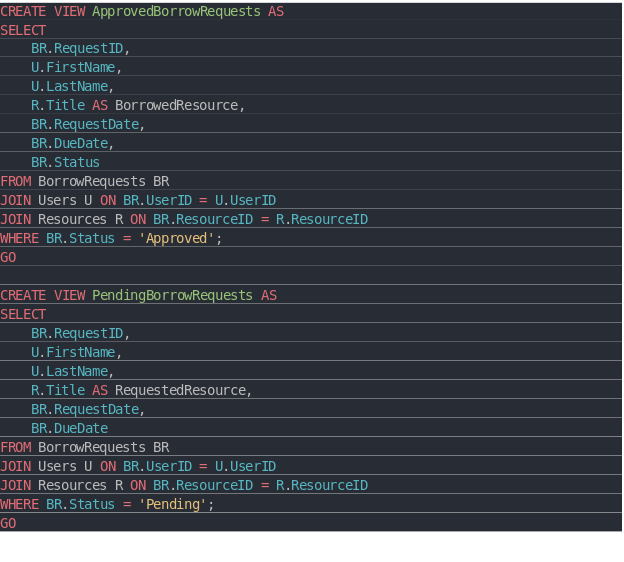 CREATE VIEW ApprovedBorrowRequests AS
SELECT
    BR.RequestID,
    U.FirstName,
    U.LastName,
    R.Title AS BorrowedResource,
    BR.RequestDate,
    BR.DueDate,
    BR.Status
FROM BorrowRequests BR
JOIN Users U ON BR.UserID = U.UserID
JOIN Resources R ON BR.ResourceID = R.ResourceID
WHERE BR.Status = 'Approved';
GO

CREATE VIEW PendingBorrowRequests AS
SELECT
    BR.RequestID,
    U.FirstName,
    U.LastName,
    R.Title AS RequestedResource,
    BR.RequestDate,
    BR.DueDate
FROM BorrowRequests BR
JOIN Users U ON BR.UserID = U.UserID
JOIN Resources R ON BR.ResourceID = R.ResourceID
WHERE BR.Status = 'Pending';
GO